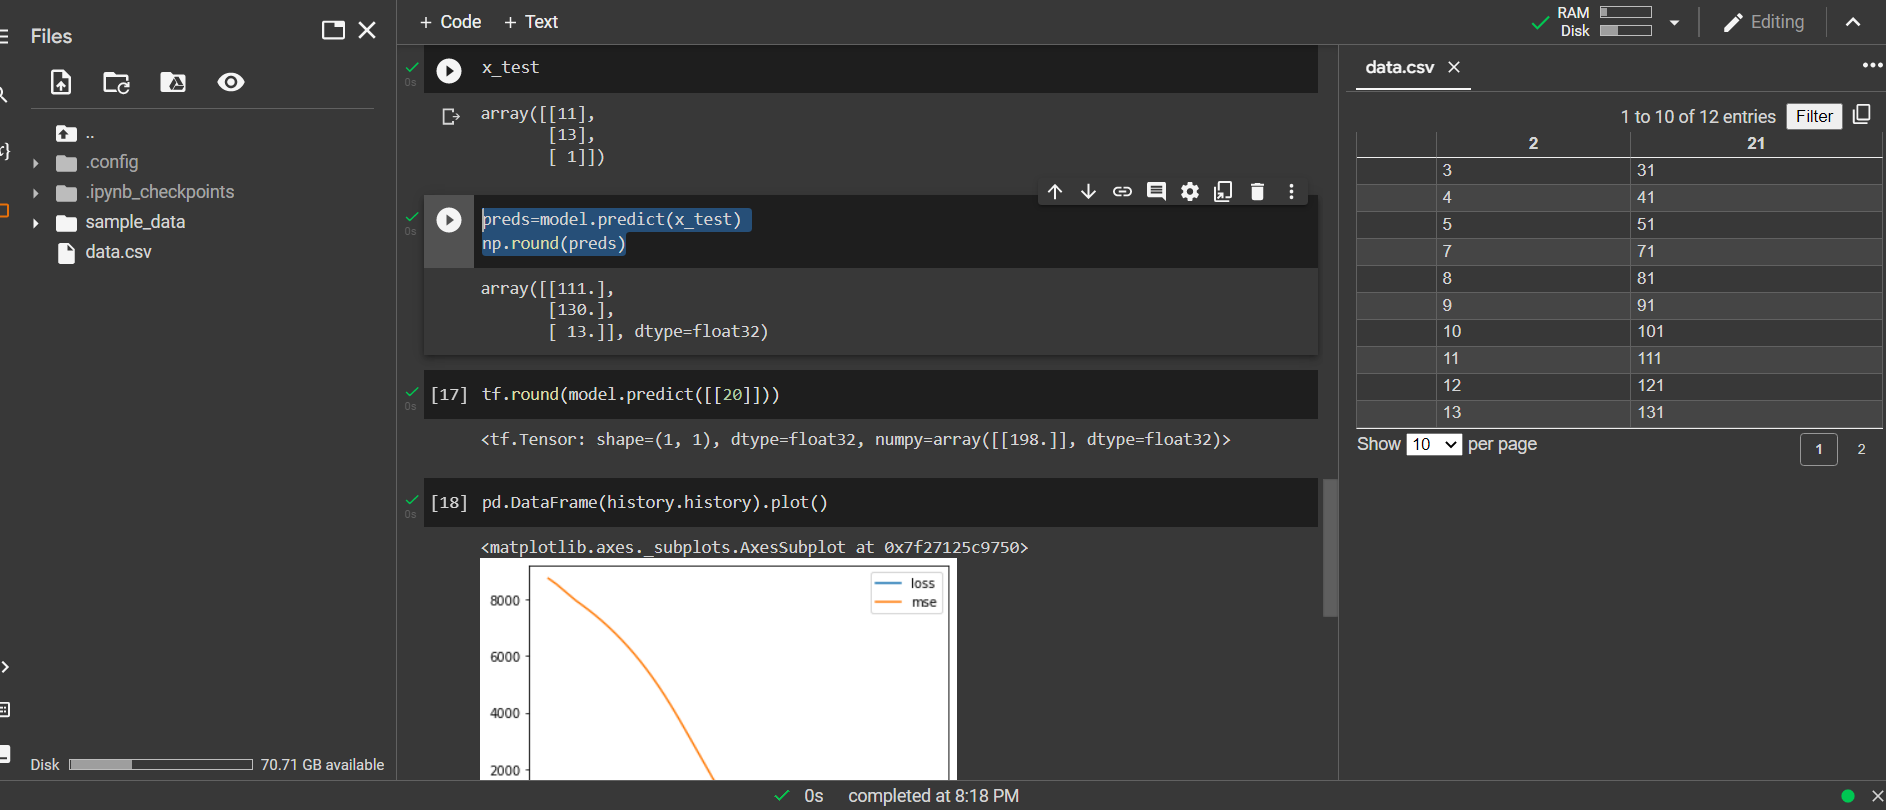 Files
..
.config
.ipynb_checkpoints
sample_data
data.csv
Disk 70.71 GB available
+ Code + Text
RAM
Disk
Editing
0s
x_test
array([[11],
[13],
[ 1]])
0s
preds=model.predict(x_test)
np.round(preds)
array([[111.],
[130.],
[ 13.]], dtype=float32)
0s
[17] tf.round(model.predict([[20]]))
<tf.Tensor: shape=(1, 1), dtype=float32, numpy=array([[198.]], dtype=float32)>
0s
[18] pd.DataFrame(history.history).plot()
<matplotlib.axes._subplots.AxesSubplot at 0x7f27125c9750>
loss
mse
8000
6000
4000
2000
data.csv
1 to 10 of 12 entries Filter
2 21
3 31
4 41
5 51
7 71
8 81
9 91
10 101
11 111
12 121
13 131
Show 10 per page 1 2
0s completed at 8:18 PM